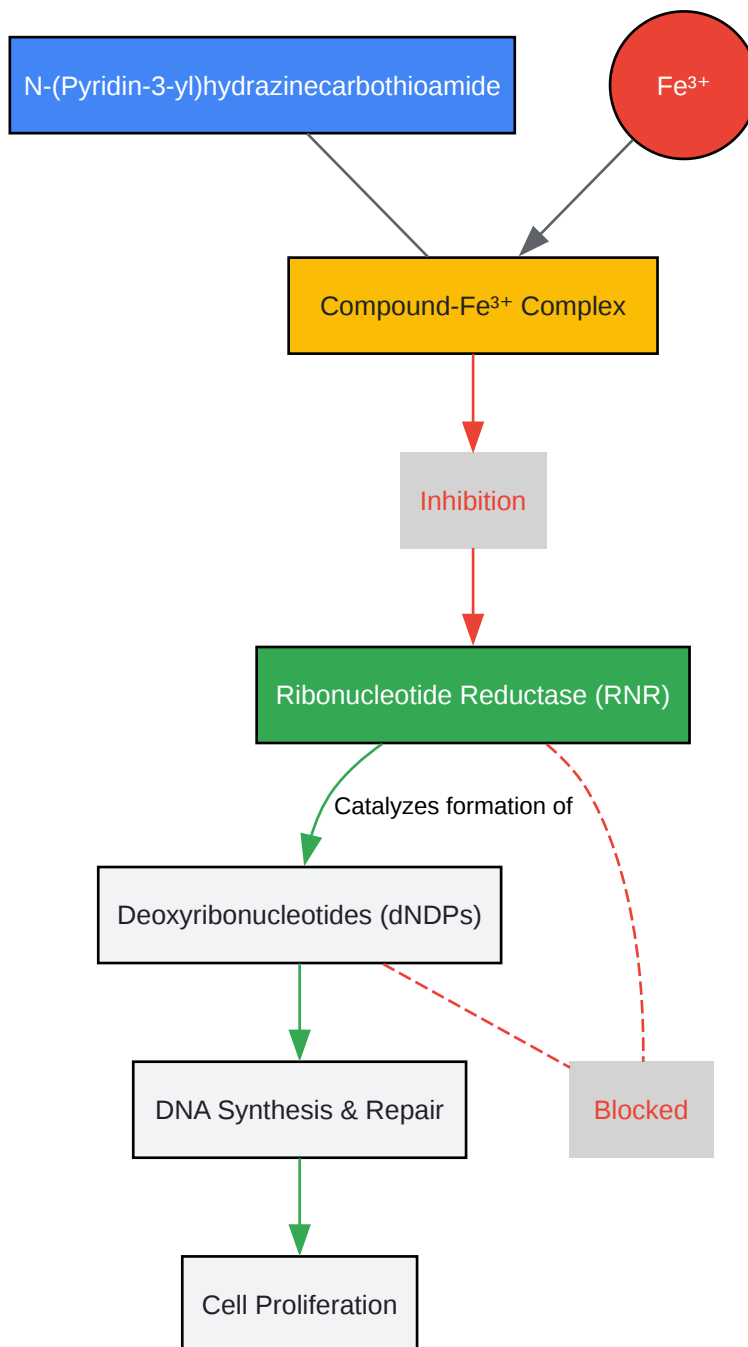 N-(Pyridin-3-yl)hydrazinecarbothioamide
Fe³⁺
Compound-Fe³⁺ Complex
Inhibition
Ribonucleotide Reductase (RNR)
Catalyzes formation of
Deoxyribonucleotides (dNDPs)
DNA Synthesis & Repair
Blocked
Cell Proliferation